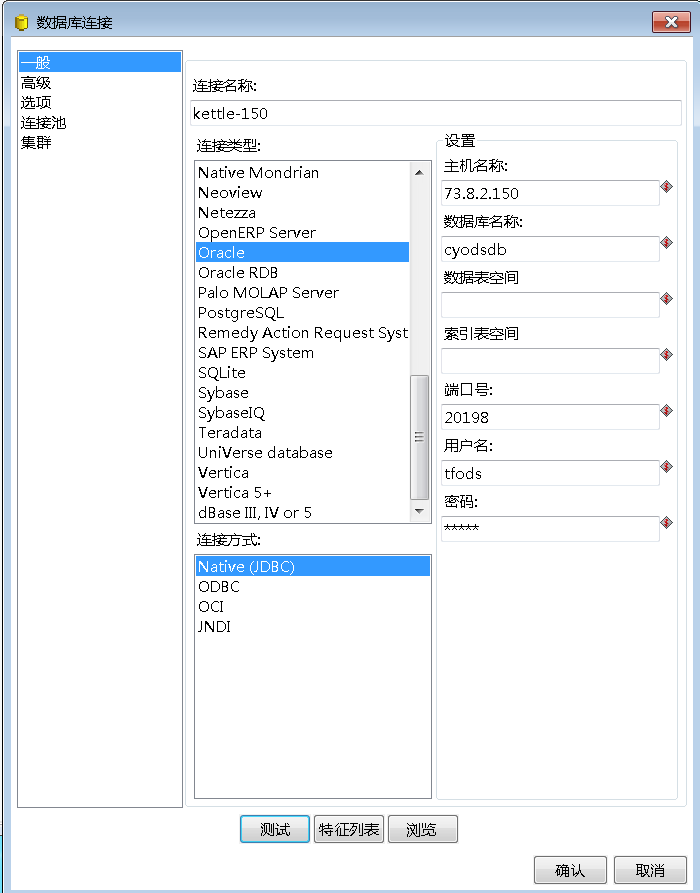 数据库连接
一般
高级
选项
连接池
集群
连接名称:
kettle-150
连接类型:
Native Mondrian
Neoview
Netezza
OpenERP Server
Oracle
Oracle RDB
Palo MOLAP Server
PostgreSQL
Remedy Action Request Syst
SAP ERP System
SQLite
Sybase
SybaseIQ
Teradata
UniVerse database
Vertica
Vertica 5+
dBase III, IV or 5
连接方式:
Native (JDBC)
ODBC
OCI
JNDI
设置
主机名称:
73.8.2.150
数据库名称:
cyodsdb
数据表空间
索引表空间
端口号:
20198
用户名:
tfods
密码:
*****
测试
特征列表
浏览
确认
取消